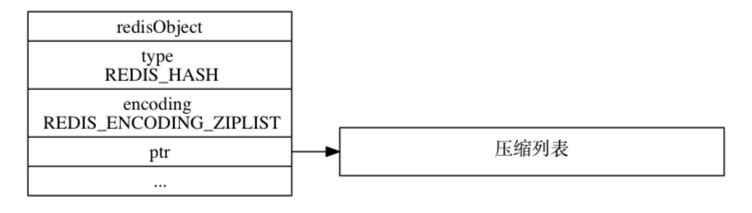 redisObject
type
REDIS_HASH
encoding
REDIS_ENCODING_ZIPLIST
ptr
压缩列表
...